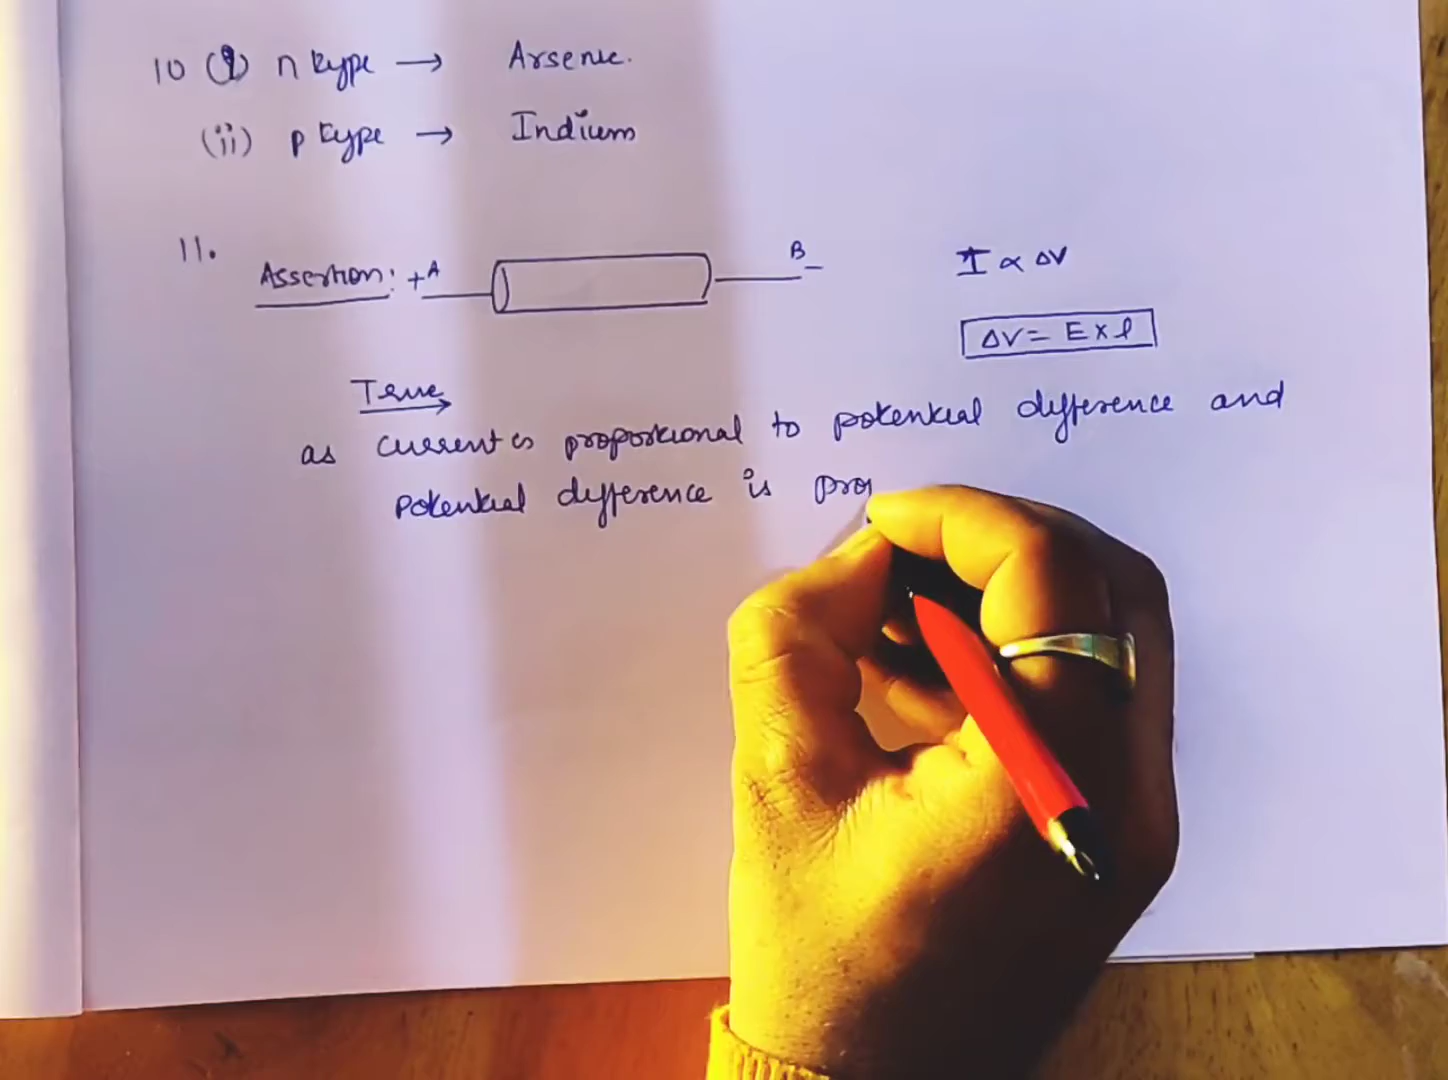 10 (i) n type → Arsenic.
(ii) p type → Indium
11.
Assertion: +A B –
I ∝ ΔV
ΔV = E x l
True
as current is proportional to potential difference and
potential difference is pro